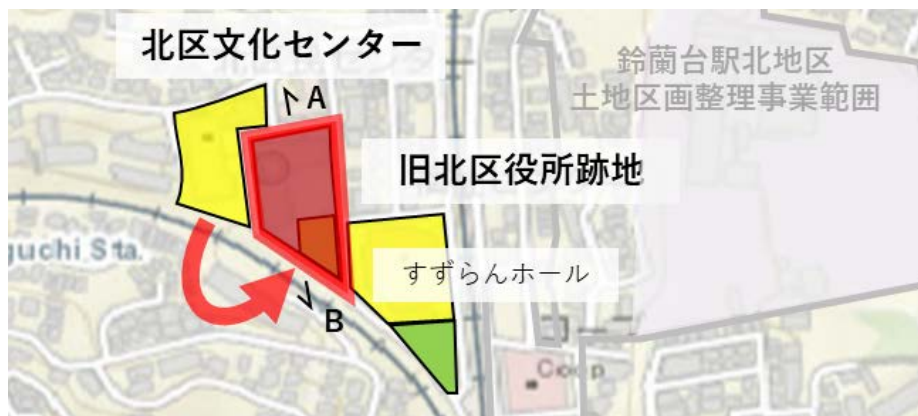 北区文化センター
鈴蘭台駅北地区
土地区画整理事業範囲
A
旧北区役所跡地
guchi Sta.
すずらんホール
B
Coop